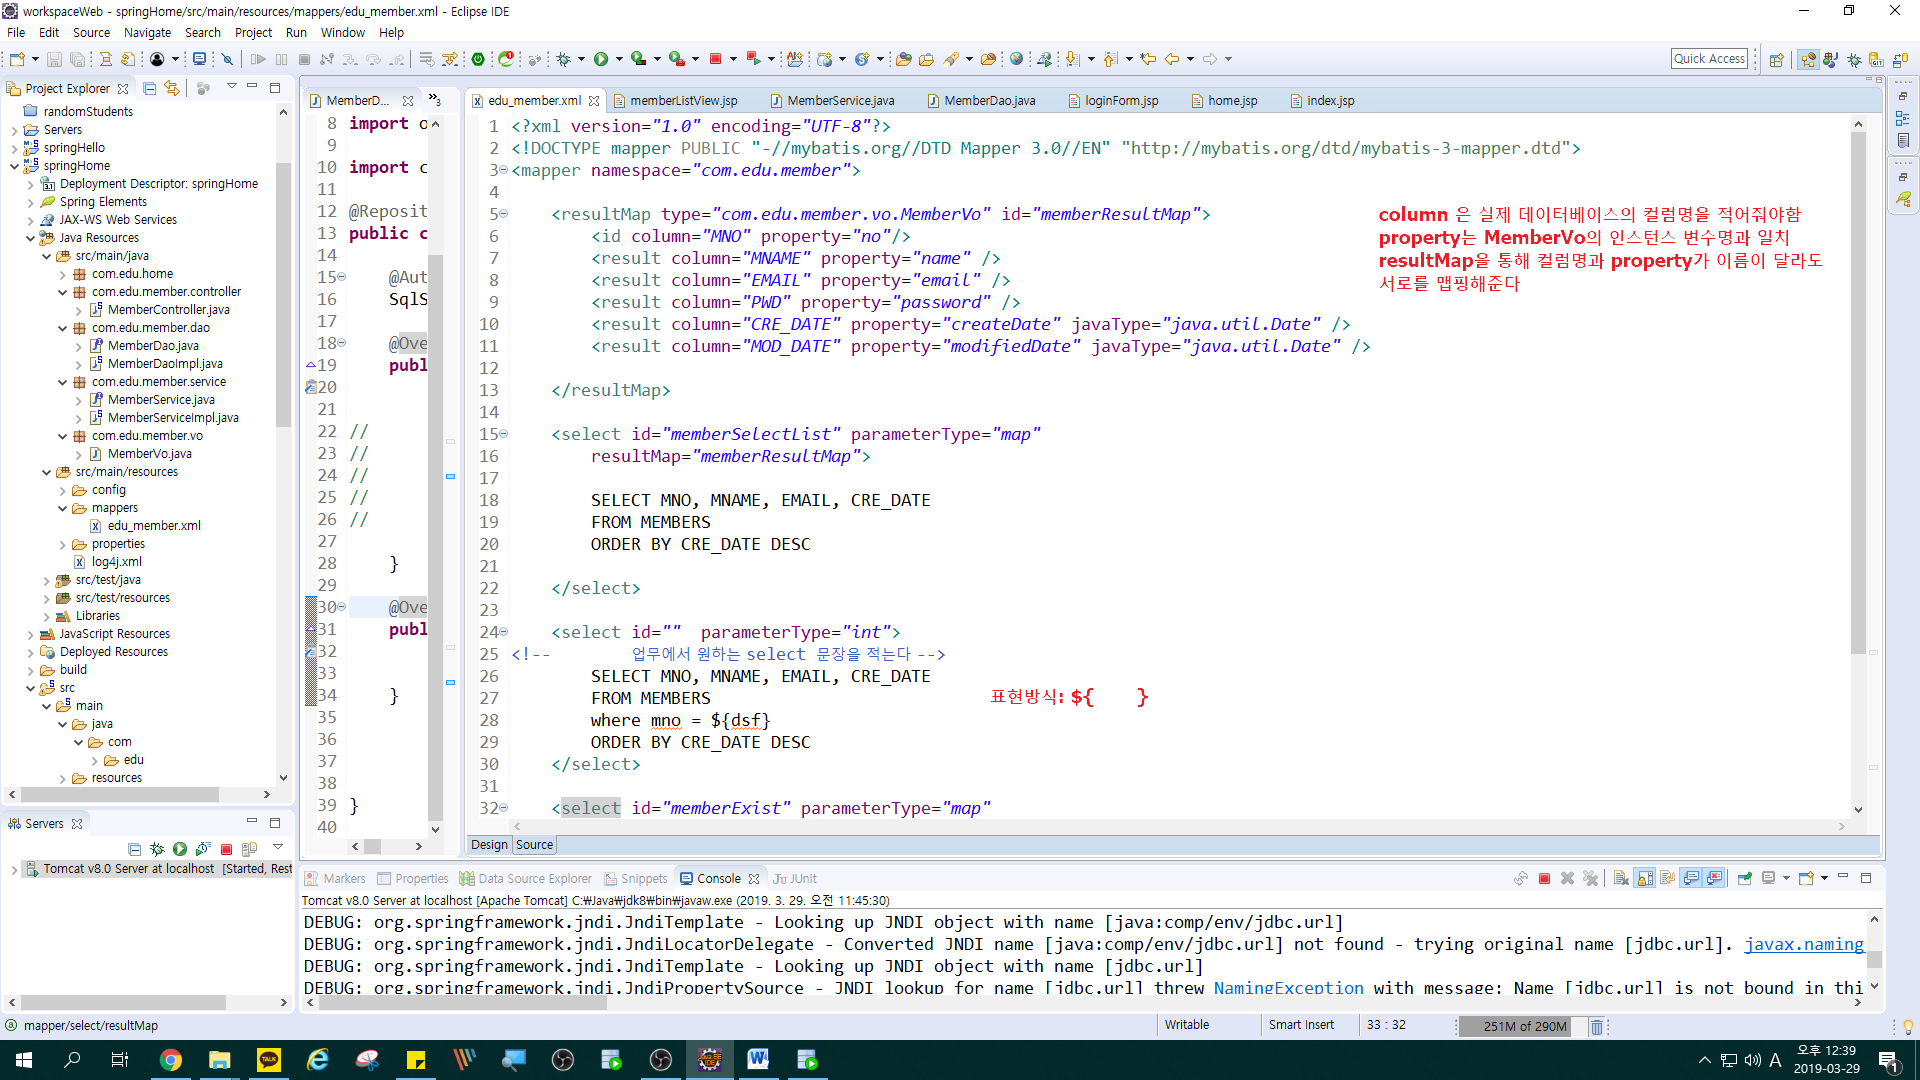 workspaceWeb - springHome/src/main/resources/mappers/edu_member.xml - Eclipse IDE
File Edit Source Navigate Search Project Run Window Help
Quick Access
Project Explorer
randomStudents
Servers
springHello
springHome
Deployment Descriptor: springHome
Spring Elements
JAX-WS Web Services
Java Resources
src/main/java
com.edu.home
com.edu.member.controller
MemberController.java
com.edu.member.dao
MemberDao.java
MemberDaoImpl.java
com.edu.member.service
MemberService.java
MemberServiceImpl.java
com.edu.member.vo
MemberVo.java
src/main/resources
config
mappers
edu_member.xml
properties
log4j.xml
src/test/java
src/test/resources
Libraries
JavaScript Resources
Deployed Resources
build
src
main
java
com
edu
resources
Servers
Tomcat v8.0 Server at localhost [Started, Rest
MemberD...
»3
8 import o
9
10 import c
11
12 @Reposit
13 public c
14
15 @Aut
16 SqlS
17
18 @Ove
19 publ
20
21
22 //
23 //
24 //
25 //
26 //
27
28 }
29
30 @Ove
31 publ
32
33
34 }
35
36
37
38
39 }
40
edu_member.xml memberListView.jsp MemberService.java MemberDao.java loginForm.jsp home.jsp index.jsp
1 <?xml version="1.0" encoding="UTF-8"?>
2 <!DOCTYPE mapper PUBLIC "-//mybatis.org//DTD Mapper 3.0//EN" "http://mybatis.org/dtd/mybatis-3-mapper.dtd">
3 <mapper namespace="com.edu.member">
4
5 <resultMap type="com.edu.member.vo.MemberVo" id="memberResultMap">
6 <id column="MNO" property="no"/>
7 <result column="MNAME" property="name" />
8 <result column="EMAIL" property="email" />
9 <result column="PWD" property="password" />
10 <result column="CRE_DATE" property="createDate" javaType="java.util.Date" />
11 <result column="MOD_DATE" property="modifiedDate" javaType="java.util.Date" />
12
13 </resultMap>
14
15 <select id="memberSelectList" parameterType="map"
16 resultMap="memberResultMap">
17
18 SELECT MNO, MNAME, EMAIL, CRE_DATE
19 FROM MEMBERS
20 ORDER BY CRE_DATE DESC
21
22 </select>
23
24 <select id="" parameterType="int">
25 <!-- 업무에서 원하는 select 문장을 적는다 -->
26 SELECT MNO, MNAME, EMAIL, CRE_DATE
27 FROM MEMBERS
28 where mno = ${dsf}
29 ORDER BY CRE_DATE DESC
30 </select>
31
32 <select id="memberExist" parameterType="map"
column 은 실제 데이터베이스의 컬럼명을 적어줘야함
property는 MemberVo의 인스턴스 변수명과 일치
resultMap을 통해 컬럼명과 property가 이름이 달라도
서로를 맵핑해준다
표현방식: ${ }
Design Source
Markers Properties Data Source Explorer Snippets Console JUnit
Tomcat v8.0 Server at localhost [Apache Tomcat] C:₩Java₩jdk8₩bin₩javaw.exe (2019. 3. 29. 오전 11:45:30)
DEBUG: org.springframework.jndi.JndiTemplate - Looking up JNDI object with name [java:comp/env/jdbc.url]
DEBUG: org.springframework.jndi.JndiLocatorDelegate - Converted JNDI name [java:comp/env/jdbc.url] not found - trying original name [jdbc.url]. javax.naming
DEBUG: org.springframework.jndi.JndiTemplate - Looking up JNDI object with name [jdbc.url]
DEBUG: org.springframework.jndi.JndiPropertySource - JNDI lookup for name [jdbc.url] threw NamingException with message: Name [jdbc.url] is not bound in thi
mapper/select/resultMap
Writable
Smart Insert
33 : 32
251M of 290M
TALK
A
오후 12:39
2019-03-29
1